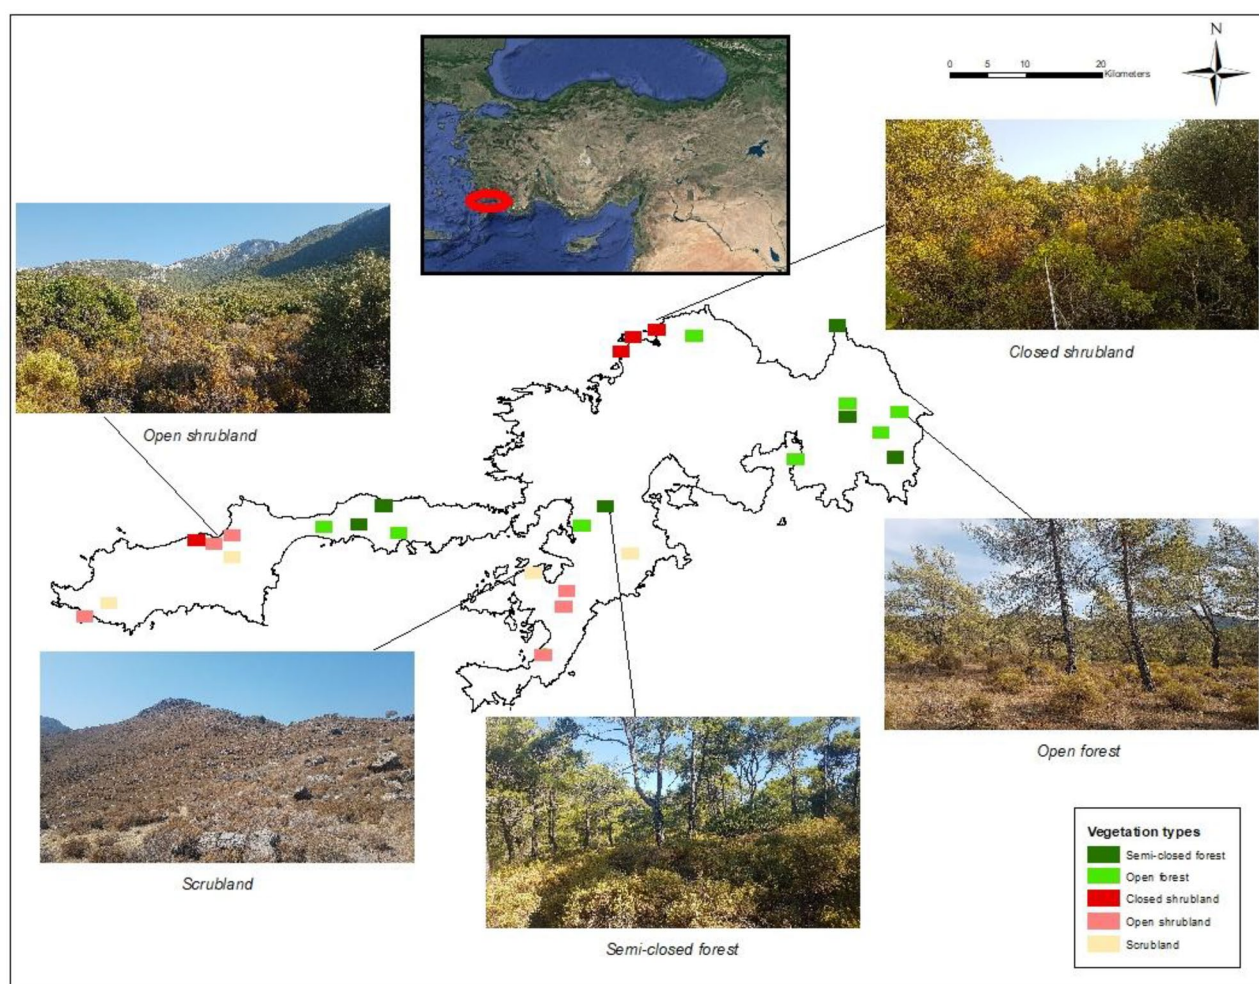 N
0 5 10 20
Kilometers
Closed shrubland
Open shrubland
Open forest
Scrubland
Semi-closed forest
Vegetation types
Semi-closed forest
Open forest
Closed shrubland
Open shrubland
Scrubland